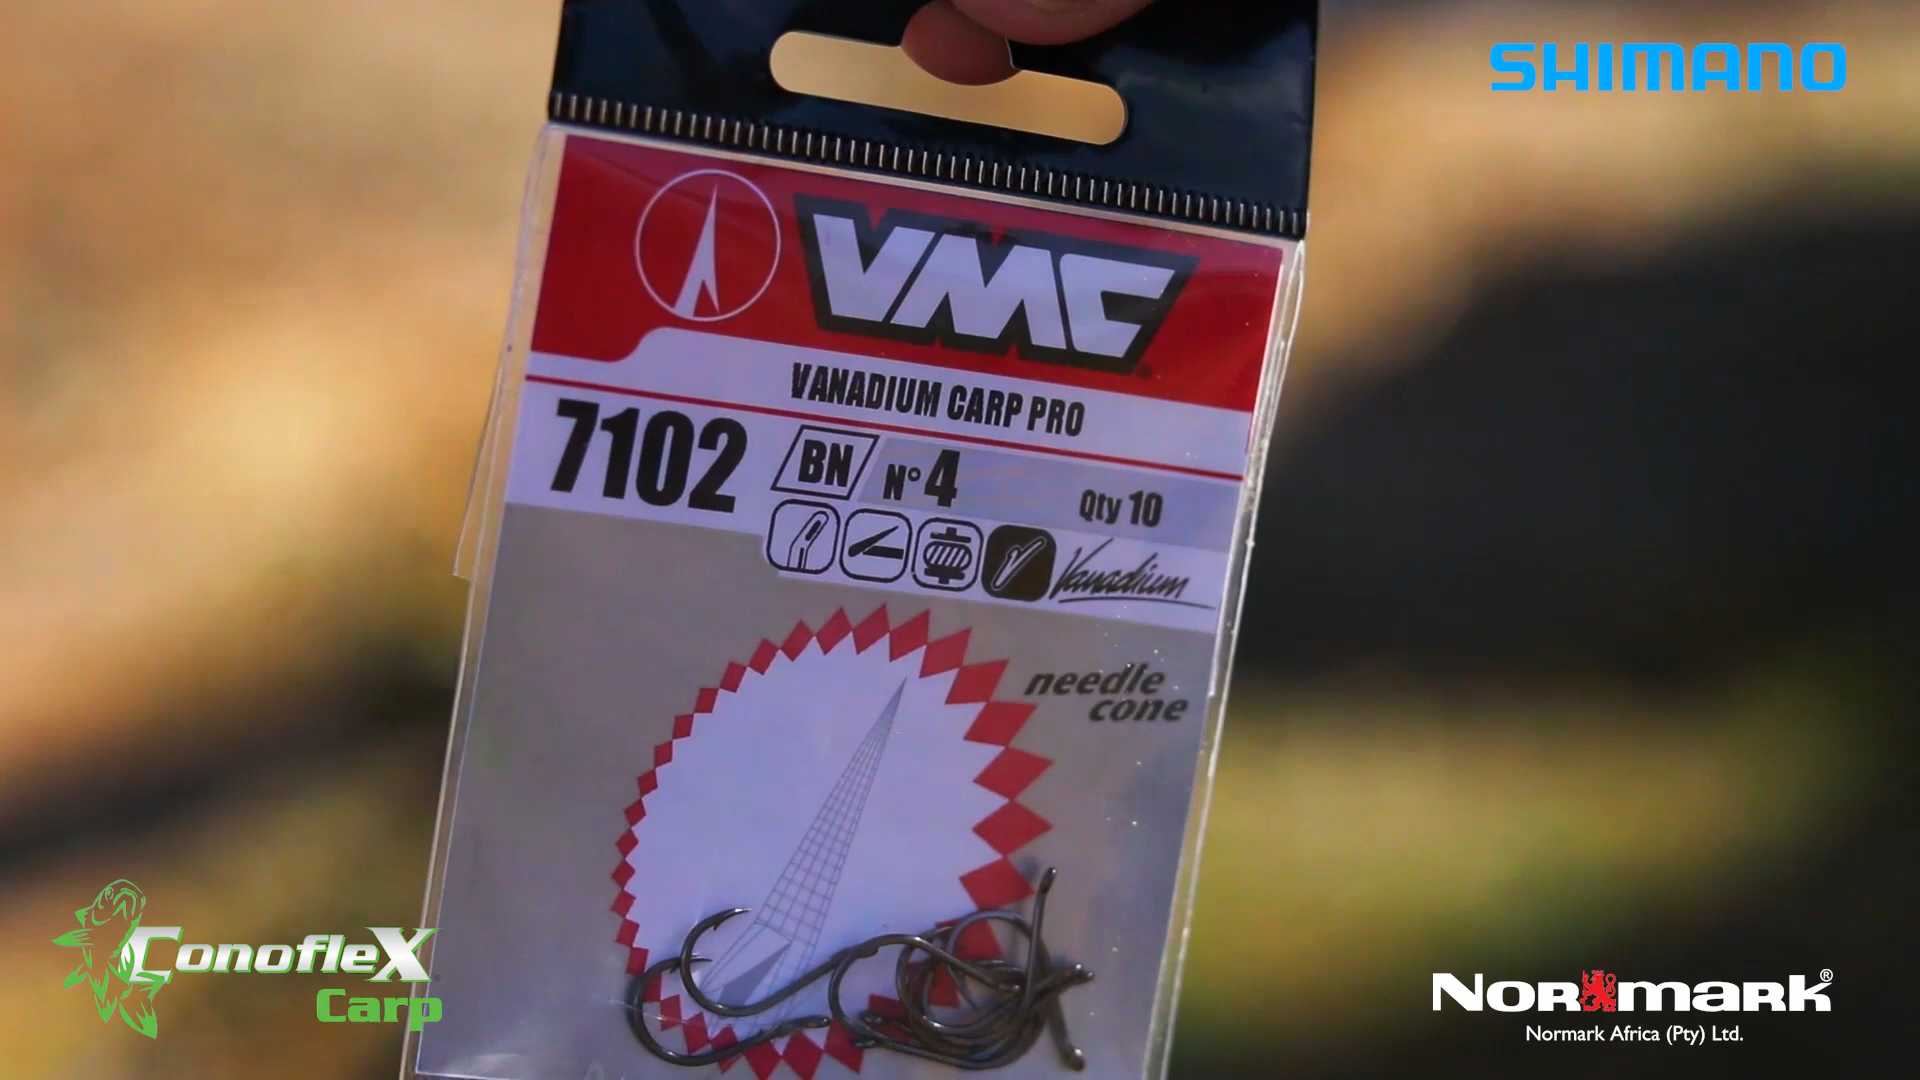 SHIMANO
VMC
VANADIUM CARP PRO
7102 BN N° 4 Qty 10
Vanadium
needle
cone
Conoflex
Carp
NORMARK®
Normark Africa (Pty) Ltd.